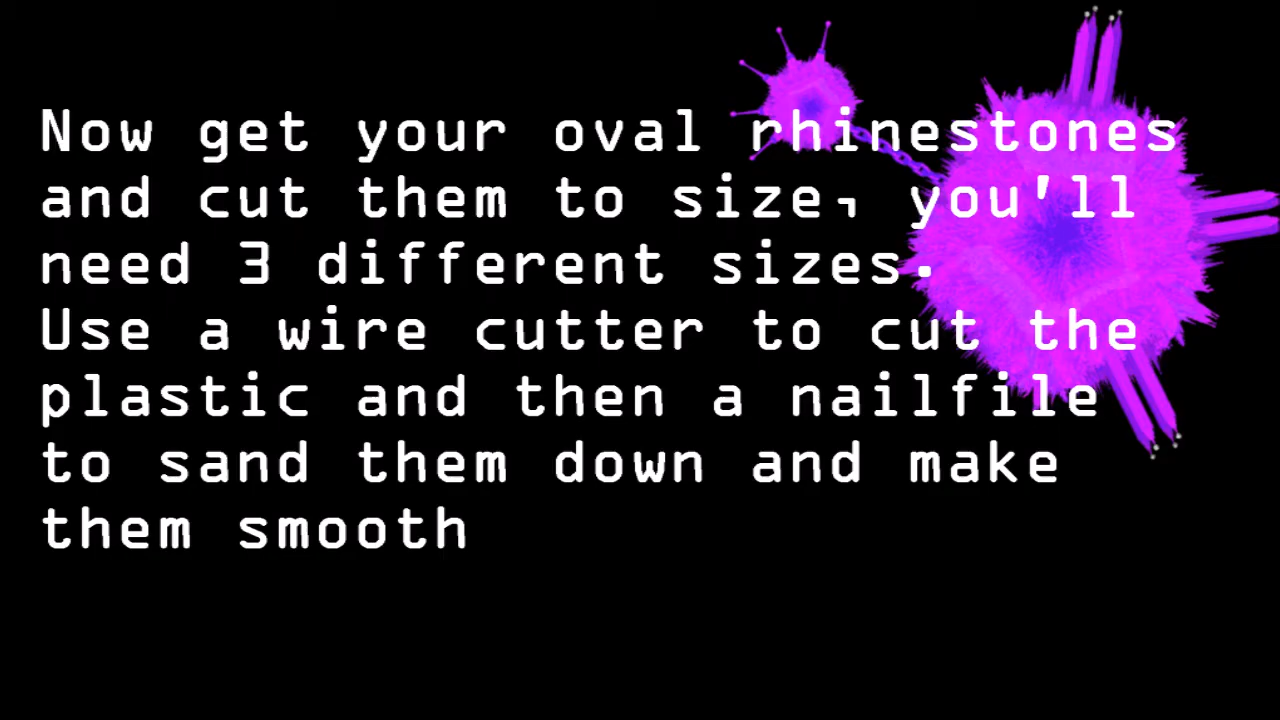 Now get your oval rhinestones
and cut them to size, you'll
need 3 different sizes.
Use a wire cutter to cut the
plastic and then a nailfile
to sand them down and make
them smooth